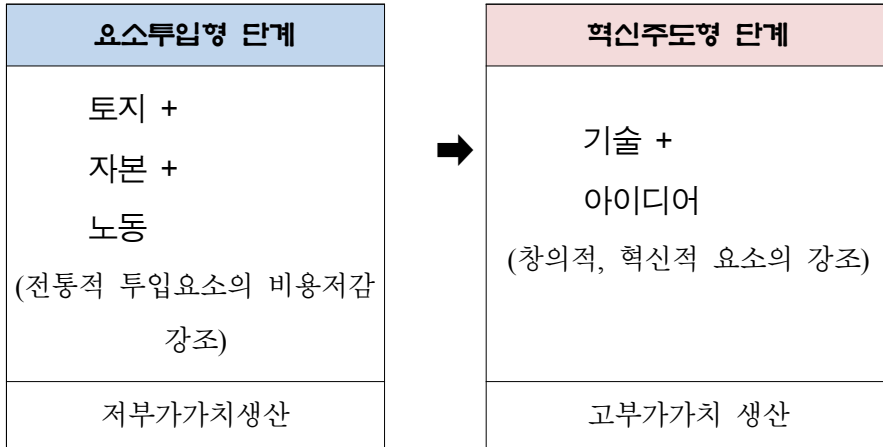 요소투입형 단계
토지 +
자본 +
노동
(전통적 투입요소의 비용저감
강조)
저부가가치생산
혁신주도형 단계
기술 +
아이디어
(창의적, 혁신적 요소의 강조)
고부가가치 생산